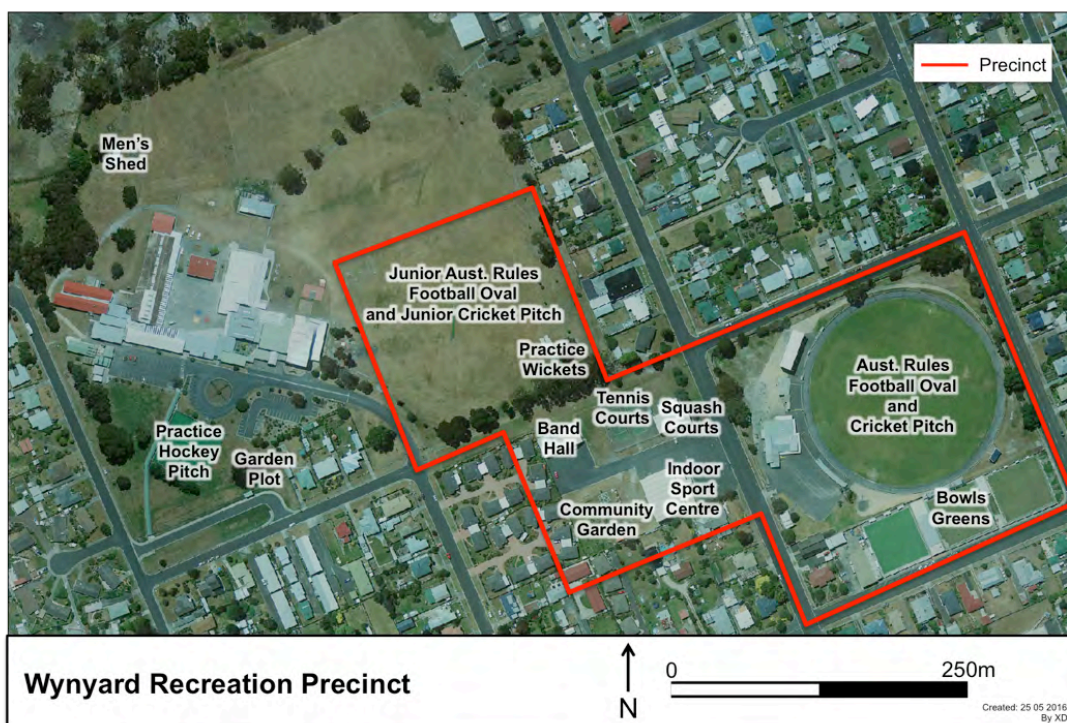 Precinct
Men's
Shed
Junior Aust. Rules
Football Oval
and Junior Cricket Pitch
Practice
Wickets
Aust. Rules
Football Oval
and
Cricket Pitch
Tennis
Courts
Squash
Courts
Band
Hall
Practice
Hockey
Pitch
Garden
Plot
Indoor
Sport
Centre
Community
Garden
Bowls
Greens
Wynyard Recreation Precinct
N
0
250m
Created: 25 05 2016
By XD